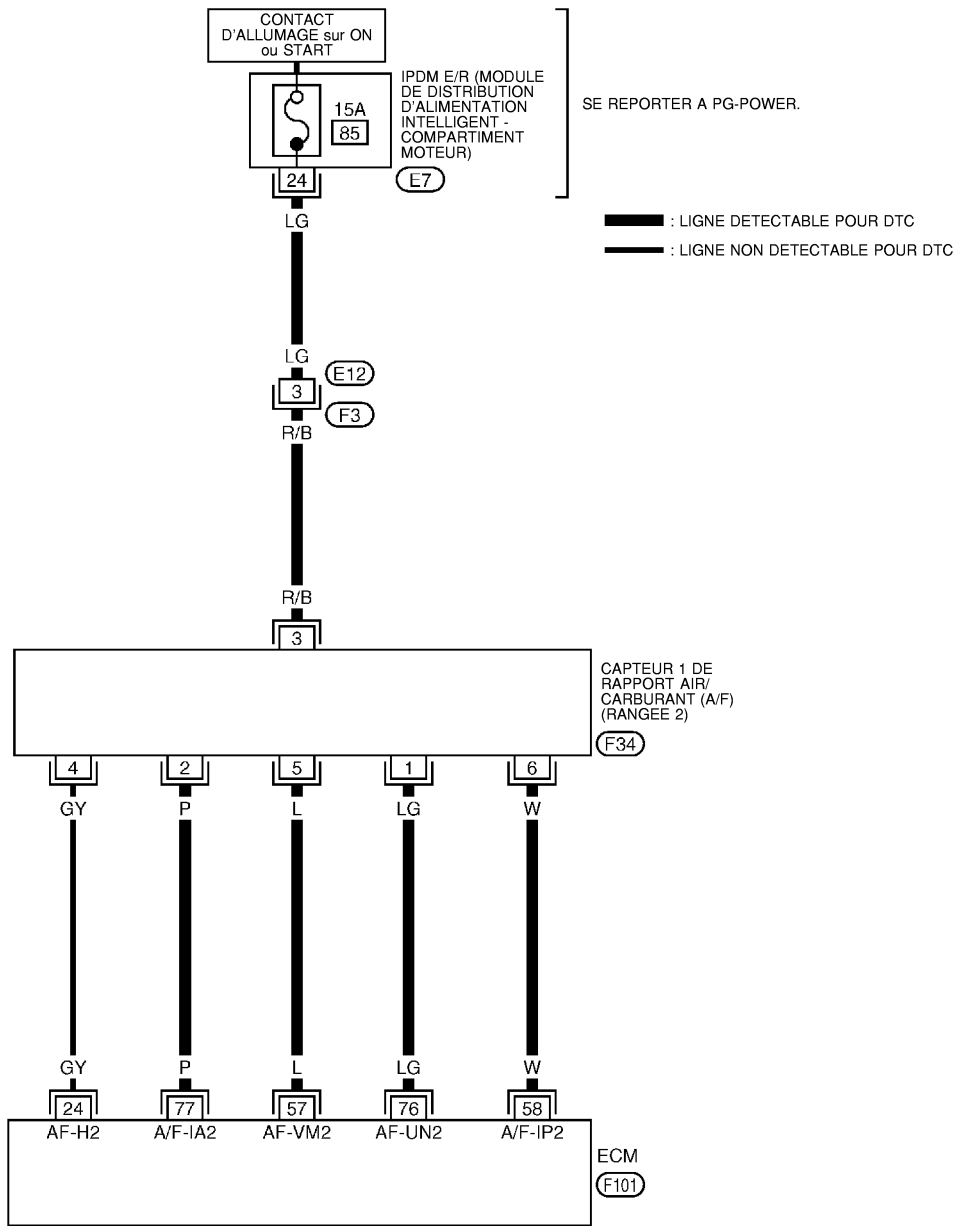 CONTACT
D'ALLUMAGE sur ON
ou START
IPDM E/R (MODULE
DE DISTRIBUTION
D'ALIMENTATION
INTELLIGENT -
COMPARTIMENT
MOTEUR)
SE REPORTER A PG-POWER.
15A
85
24
E7
LG
: LIGNE DETECTABLE POUR DTC
: LIGNE NON DETECTABLE POUR DTC
LG
E12
3
F3
R/B
R/B
3
CAPTEUR 1 DE
RAPPORT AIR/
CARBURANT (A/F)
(RANGEE 2)
F34
4 2 5 1 6
GY P L LG W
GY P L LG W
24 77 57 76 58
AF-H2 A/F-IA2 AF-VM2 AF-UN2 A/F-IP2
ECM
F101